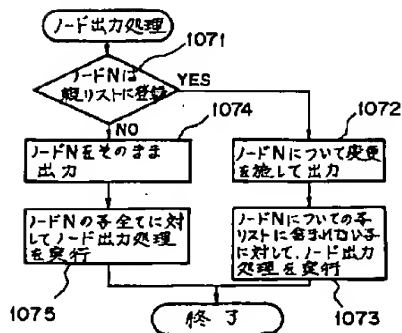 ノード出力処理
1071
ノードNは
親リストに登録
YES
NO
1074
1072
ノードNをそのまま
出力
ノードNについて変更
を施して出力
ノードNの子全てに対
してノード出力処理
を実行
ノードNについての子
リストに含まれない子
に対して、ノード出力
処理を実行
1075
1073
終了